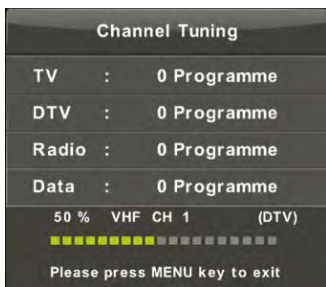 Channel Tuning
TV : 0 Programme
DTV : 0 Programme
Radio : 0 Programme
Data : 0 Programme
50 % VHF CH 1 (DTV)
Please press MENU key to exit